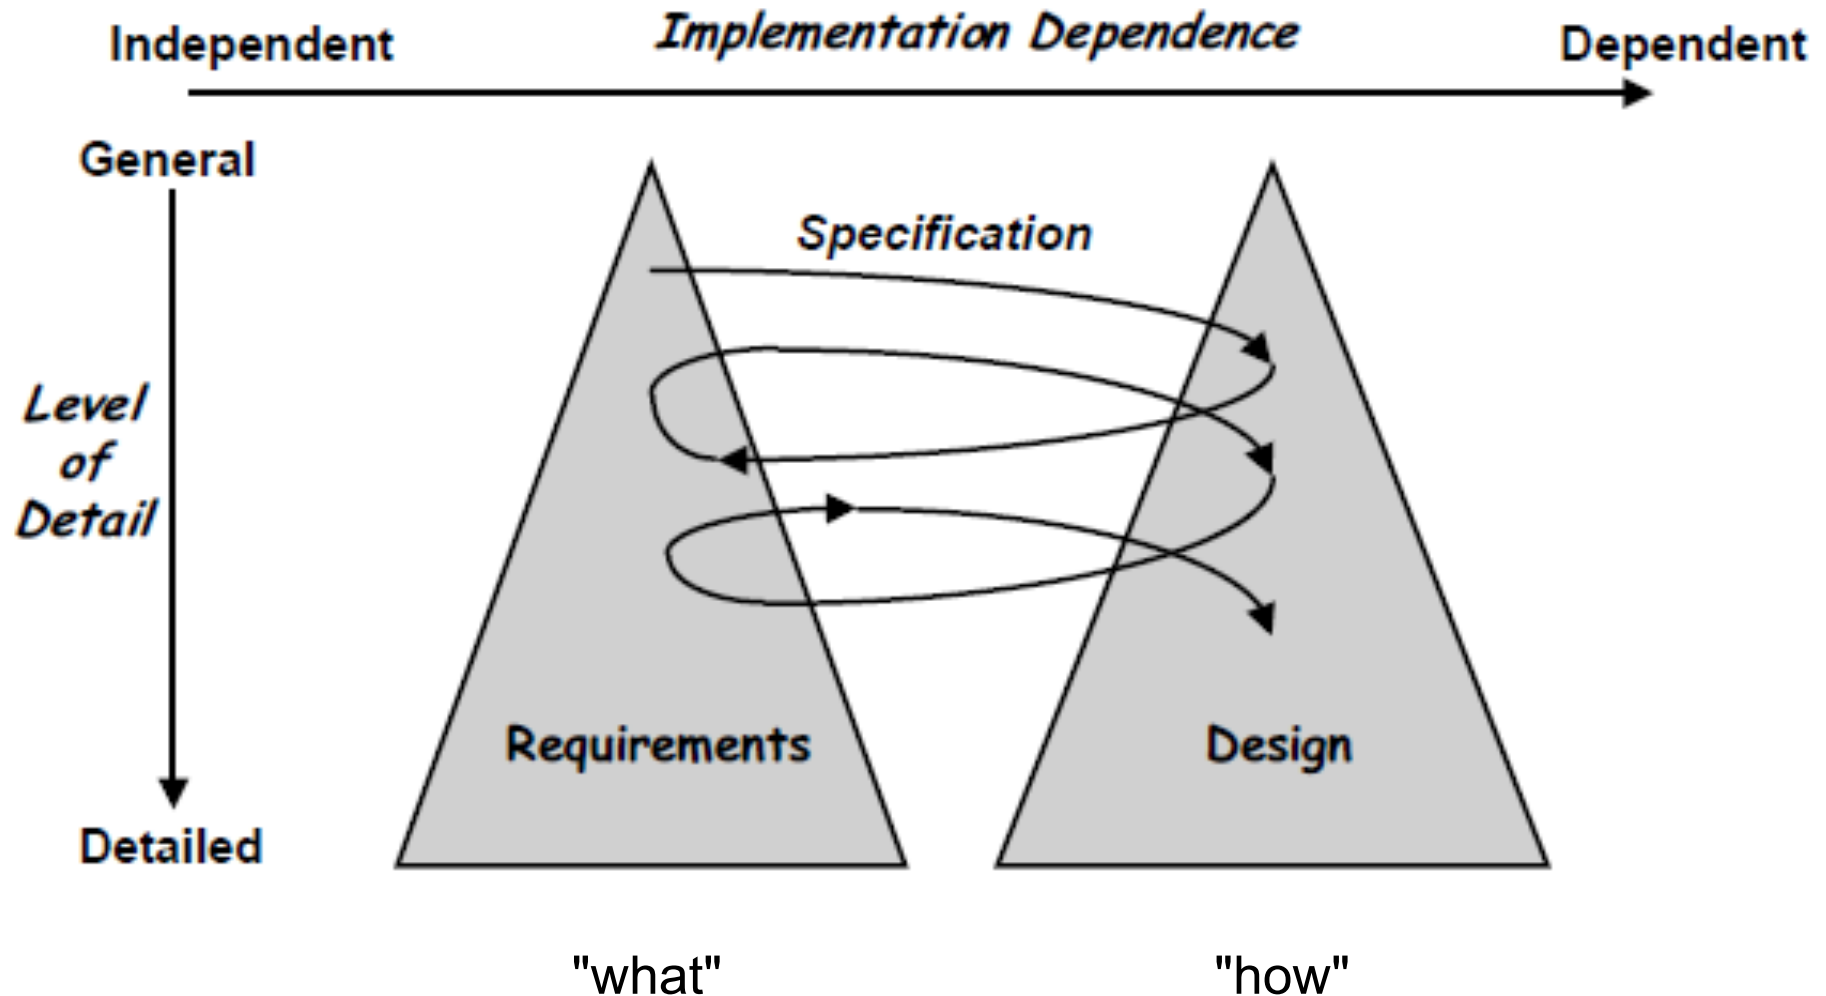 Implementation Dependence
Independent
Dependent
General
Specification
Level
of
Detail
Requirements
Design
Detailed
"what"
"how"